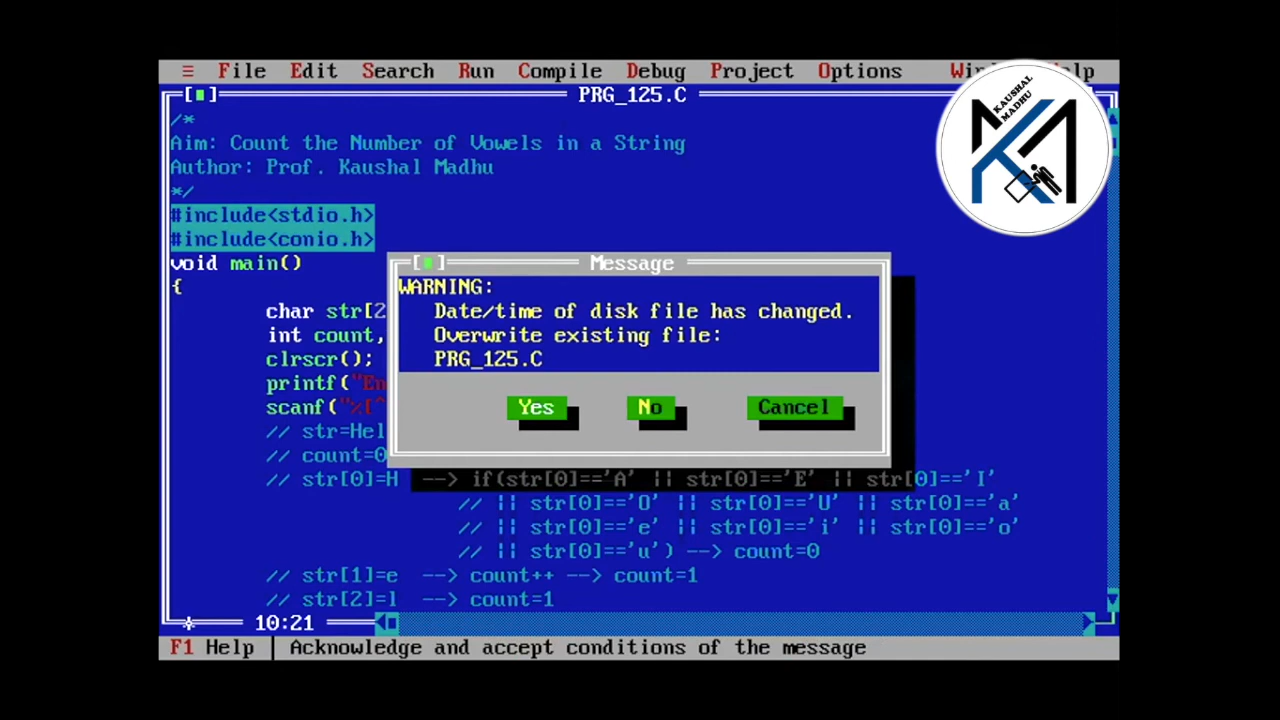 ≡ File Edit Search Run Compile Debug Project Options
KAUSHAL
MADHU
PRG_125.C
/*
Aim: Count the Number of Vowels in a String
Author: Prof. Kaushal Madhu
*/
#include<stdio.h>
#include<conio.h>
void main()
{
char str[2
int count,
clrscr();
printf("En
scanf("%[^
// str=Hel
// count=0
Message
WARNING:
Date/time of disk file has changed.
Overwrite existing file:
PRG_125.C
Yes No Cancel
// str[0]=H --> if(str[0]=='A' || str[0]=='E' || str[0]=='I'
// || str[0]=='O' || str[0]=='U' || str[0]=='a'
// || str[0]=='e' || str[0]=='i' || str[0]=='o'
// || str[0]=='u') --> count=0
// str[1]=e --> count++ --> count=1
// str[2]=l --> count=1
10:21
F1 Help │ Acknowledge and accept conditions of the message